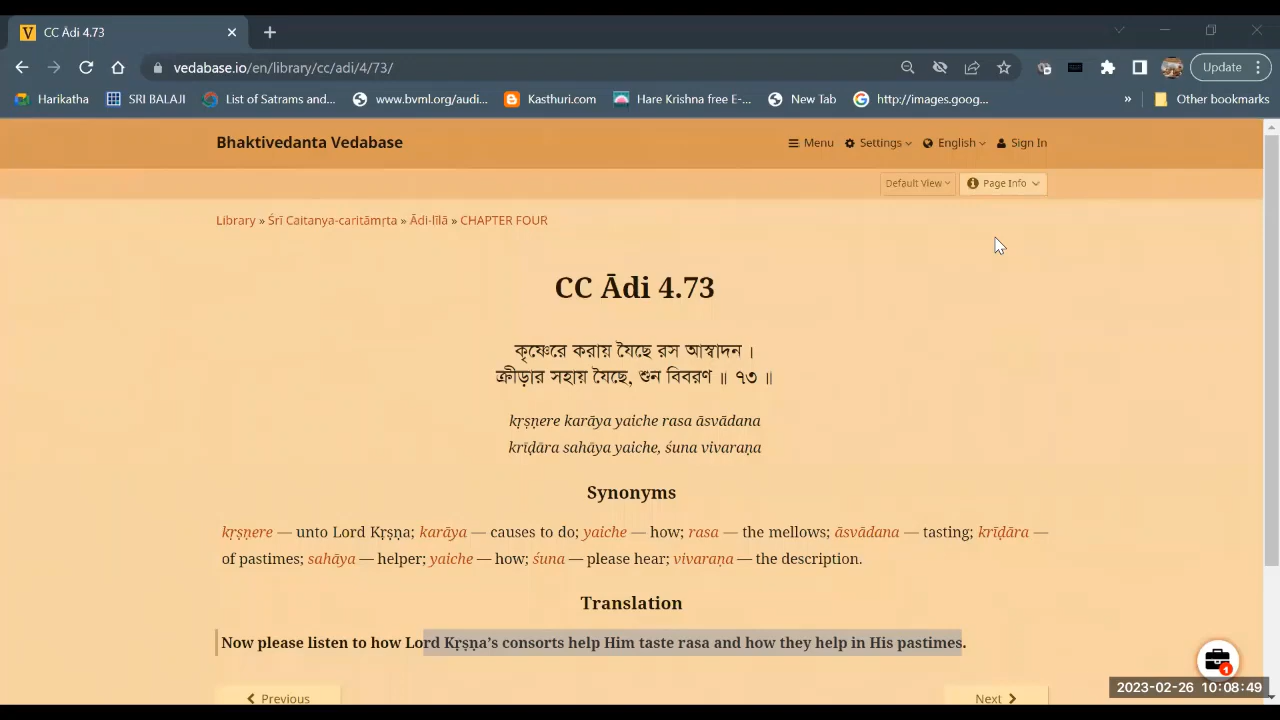 CC Ādi 4.73
vedabase.io/en/library/cc/adi/4/73/
Update
Harikatha
SRI BALAJI
List of Satrams and...
www.bvml.org/audi...
Kasthuri.com
Hare Krishna free E-...
New Tab
http://images.goog...
»
Other bookmarks
Bhaktivedanta Vedabase
Menu
Settings
English
Sign In
Default View
Page Info
Library » Śrī Caitanya-caritāmṛta » Ādi-līlā » CHAPTER FOUR
CC Ādi 4.73
কৃষ্ণেরে করায় যৈছে রস আস্বাদন ।
ক্রীড়ার সহায় যৈছে, শুন বিবরণ ॥ ৭৩ ॥
kṛṣṇere karāya yaiche rasa āsvādana
krīḍāra sahāya yaiche, śuna vivaraṇa
Synonyms
kṛṣṇere — unto Lord Kṛṣṇa; karāya — causes to do; yaiche — how; rasa — the mellows; āsvādana — tasting; krīḍāra —
of pastimes; sahāya — helper; yaiche — how; śuna — please hear; vivaraṇa — the description.
Translation
Now please listen to how Lord Kṛṣṇa’s consorts help Him taste rasa and how they help in His pastimes.
Previous
Next
1
2023-02-26 10:08:49